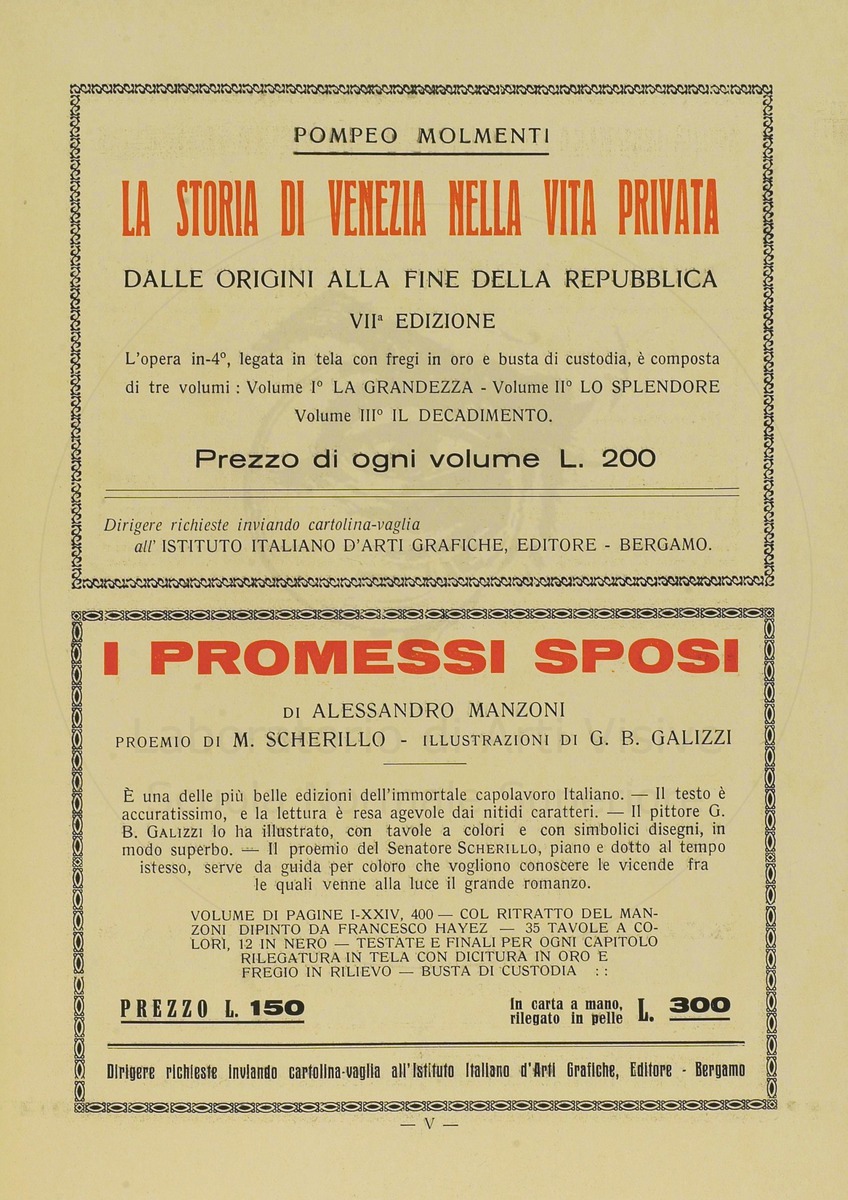 POMPEO MOLMENTI
LA STORIA DI VENEZIA NELLA VITA PRIVATA
DALLE ORIGINI ALLA FINE DELLA REPUBBLICA
VIIª EDIZIONE
L'opera in-4º, legata in tela con fregi in oro e busta di custodia, è composta
di tre volumi : Volume Iº LA GRANDEZZA - Volume IIº LO SPLENDORE
Volume IIIº IL DECADIMENTO.
Prezzo di ogni volume L. 200
Dirigere richieste inviando cartolina-vaglia
all' ISTITUTO ITALIANO D'ARTI GRAFICHE, EDITORE - BERGAMO.
I PROMESSI SPOSI
DI ALESSANDRO MANZONI
PROEMIO DI M. SCHERILLO - ILLUSTRAZIONI DI G. B. GALIZZI
È una delle più belle edizioni dell'immortale capolavoro Italiano. — Il testo è
accuratissimo, e la lettura è resa agevole dai nitidi caratteri. — Il pittore G.
B. GALIZZI lo ha illustrato, con tavole a colori e con simbolici disegni, in
modo superbo. — Il proemio del Senatore SCHERILLO, piano e dotto al tempo
istesso, serve da guida per coloro che vogliono conoscere le vicende fra
le quali venne alla luce il grande romanzo.
VOLUME DI PAGINE I-XXIV, 400 — COL RITRATTO DEL MAN-
ZONI DIPINTO DA FRANCESCO HAYEZ — 35 TAVOLE A CO-
LORI, 12 IN NERO — TESTATE E FINALI PER OGNI CAPITOLO
RILEGATURA IN TELA CON DICITURA IN ORO E
FREGIO IN RILIEVO — BUSTA DI CUSTODIA : :
PREZZO L. 150
In carta a mano,
rilegato in pelle L. 300
Dirigere richieste inviando cartolina-vaglia all'Istituto Italiano d'Arti Grafiche, Editore - Bergamo
— V —